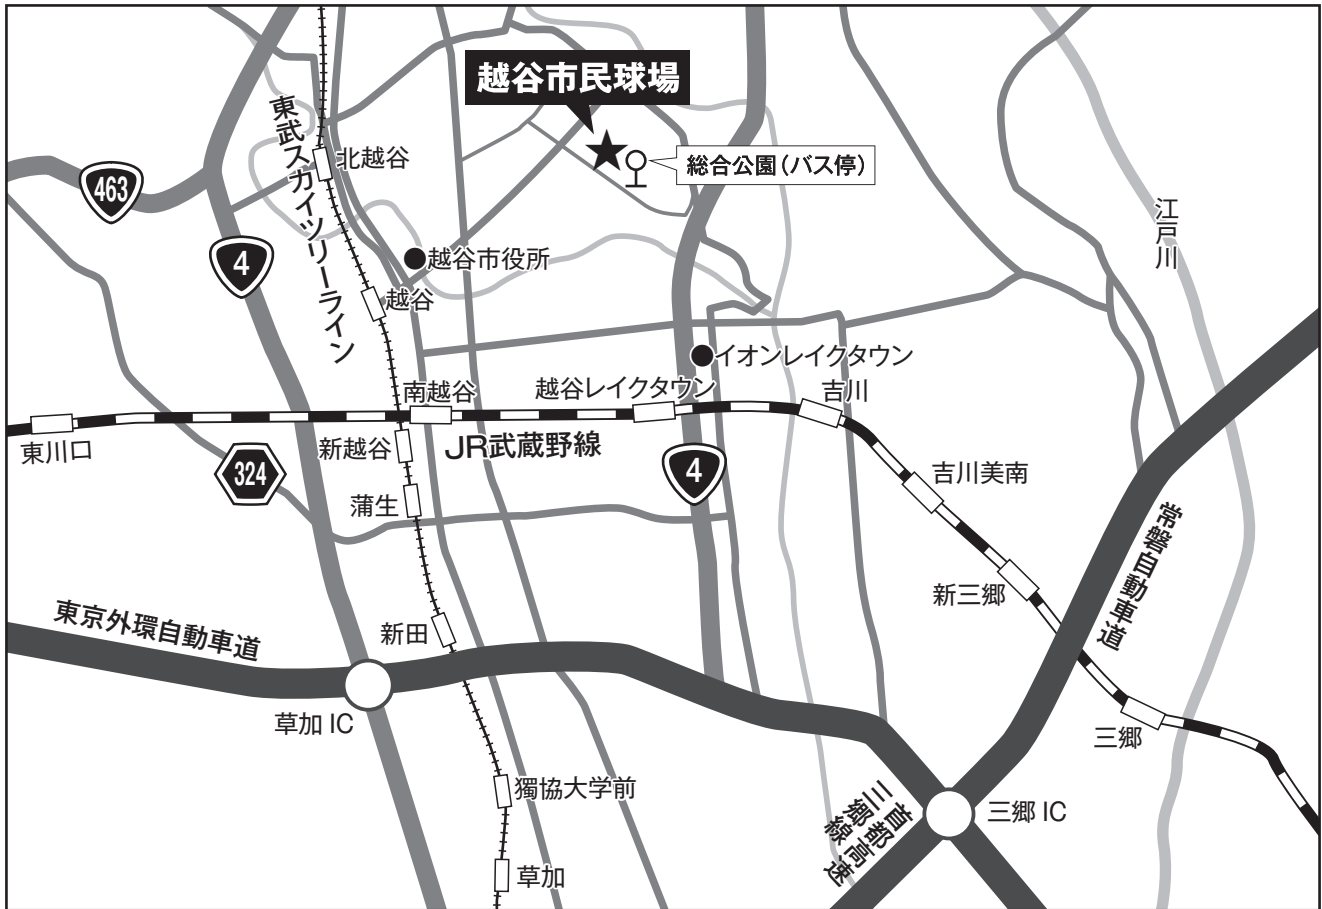 越谷市民球場
総合公園（バス停）
東武スカイツリーライン
北越谷
463
江戸川
4
越谷市役所
越谷
イオンレイクタウン
南越谷
越谷レイクタウン
吉川
東川口
新越谷
JR武蔵野線
324
4
吉川美南
蒲生
常磐自動車道
新三郷
東京外環自動車道
新田
草加 IC
三郷
獨協大学前
首都高速
三郷線
三郷 IC
草加